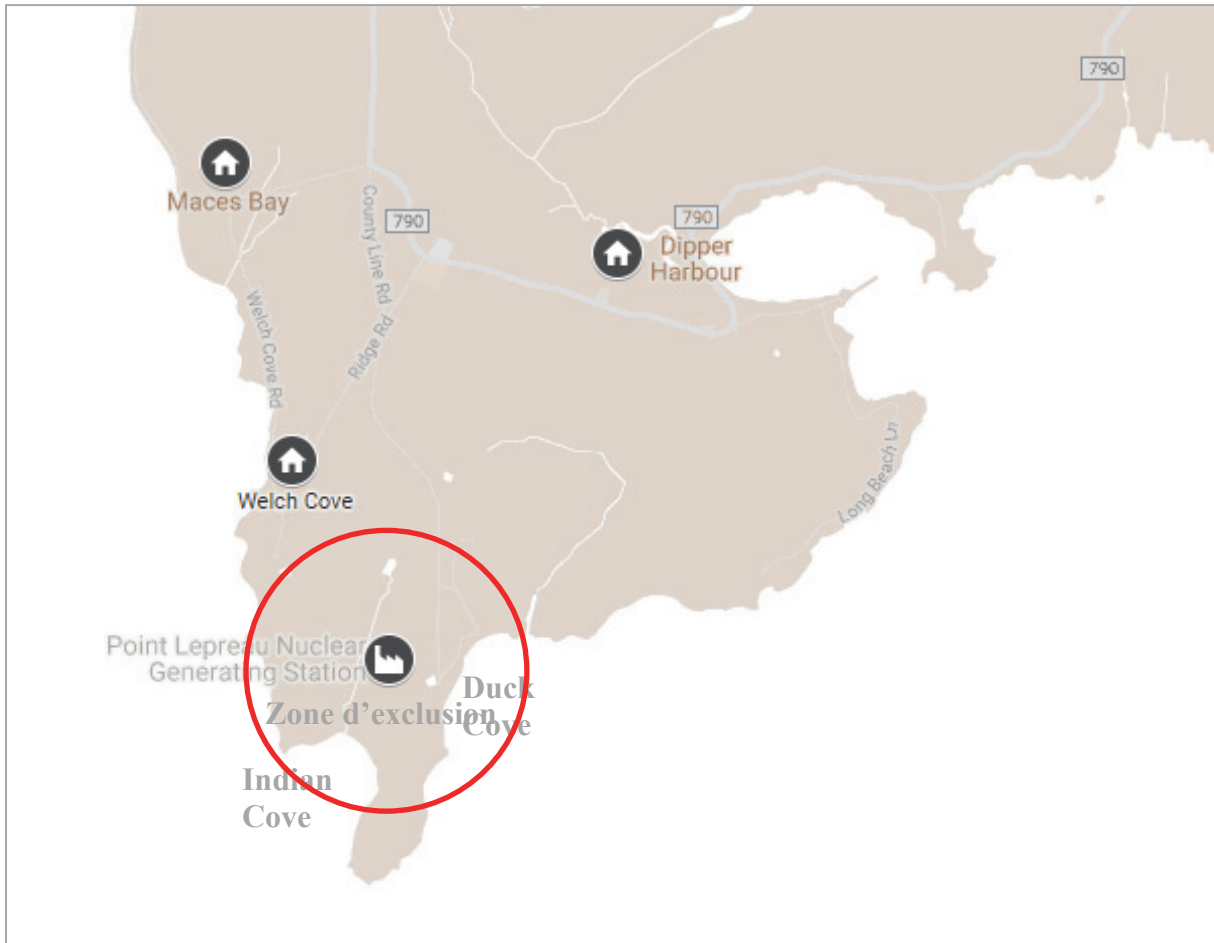 790
Maces Bay
County Line Rd
790
790
Dipper
Harbour
Welch Cove Rd
Ridge Rd
Long Beach Ln
Welch Cove
Point Lepreau Nuclear
Generating Station
Duck
Cove
Zone d’exclusion
Indian
Cove